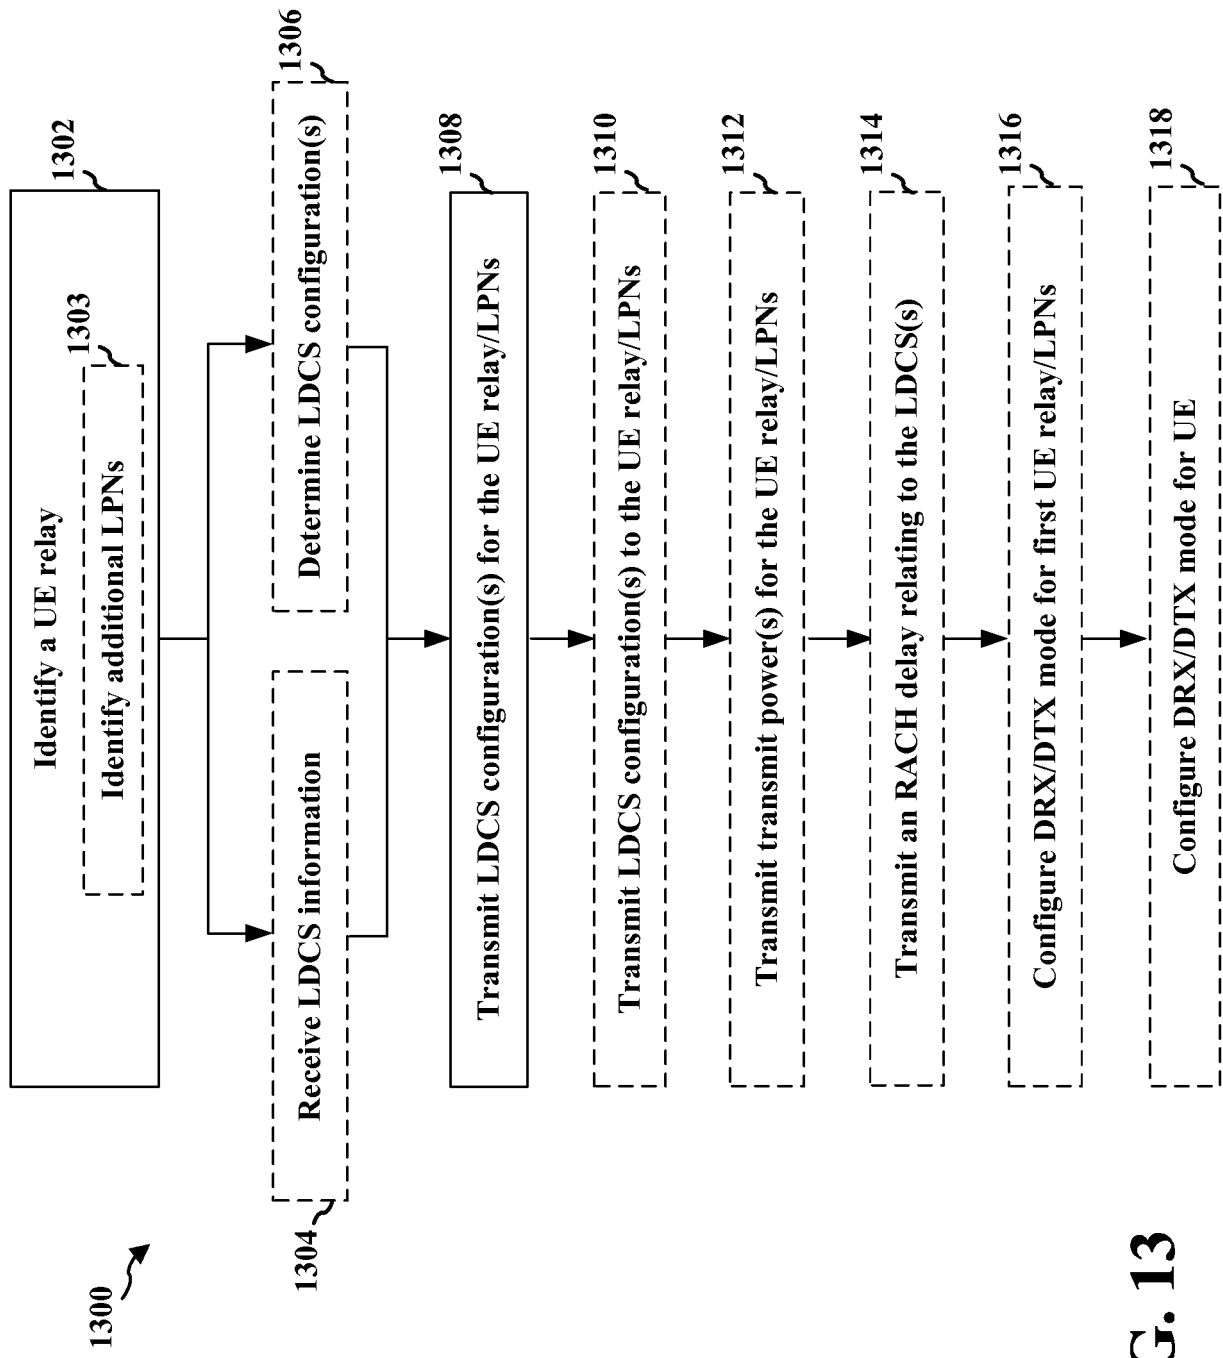 1300
Identify a UE relay
1302
Identify additional LPNs
1303
Receive LDCS information
1304
Determine LDCS configuration(s)
1306
Transmit LDCS configuration(s) for the UE relay/LPNs
1308
Transmit LDCS configuration(s) to the UE relay/LPNs
1310
Transmit transmit power(s) for the UE relay/LPNs
1312
Transmit an RACH delay relating to the LDCS(s)
1314
Configure DRX/DTX mode for first UE relay/LPNs
1316
Configure DRX/DTX mode for UE
1318
G. 13